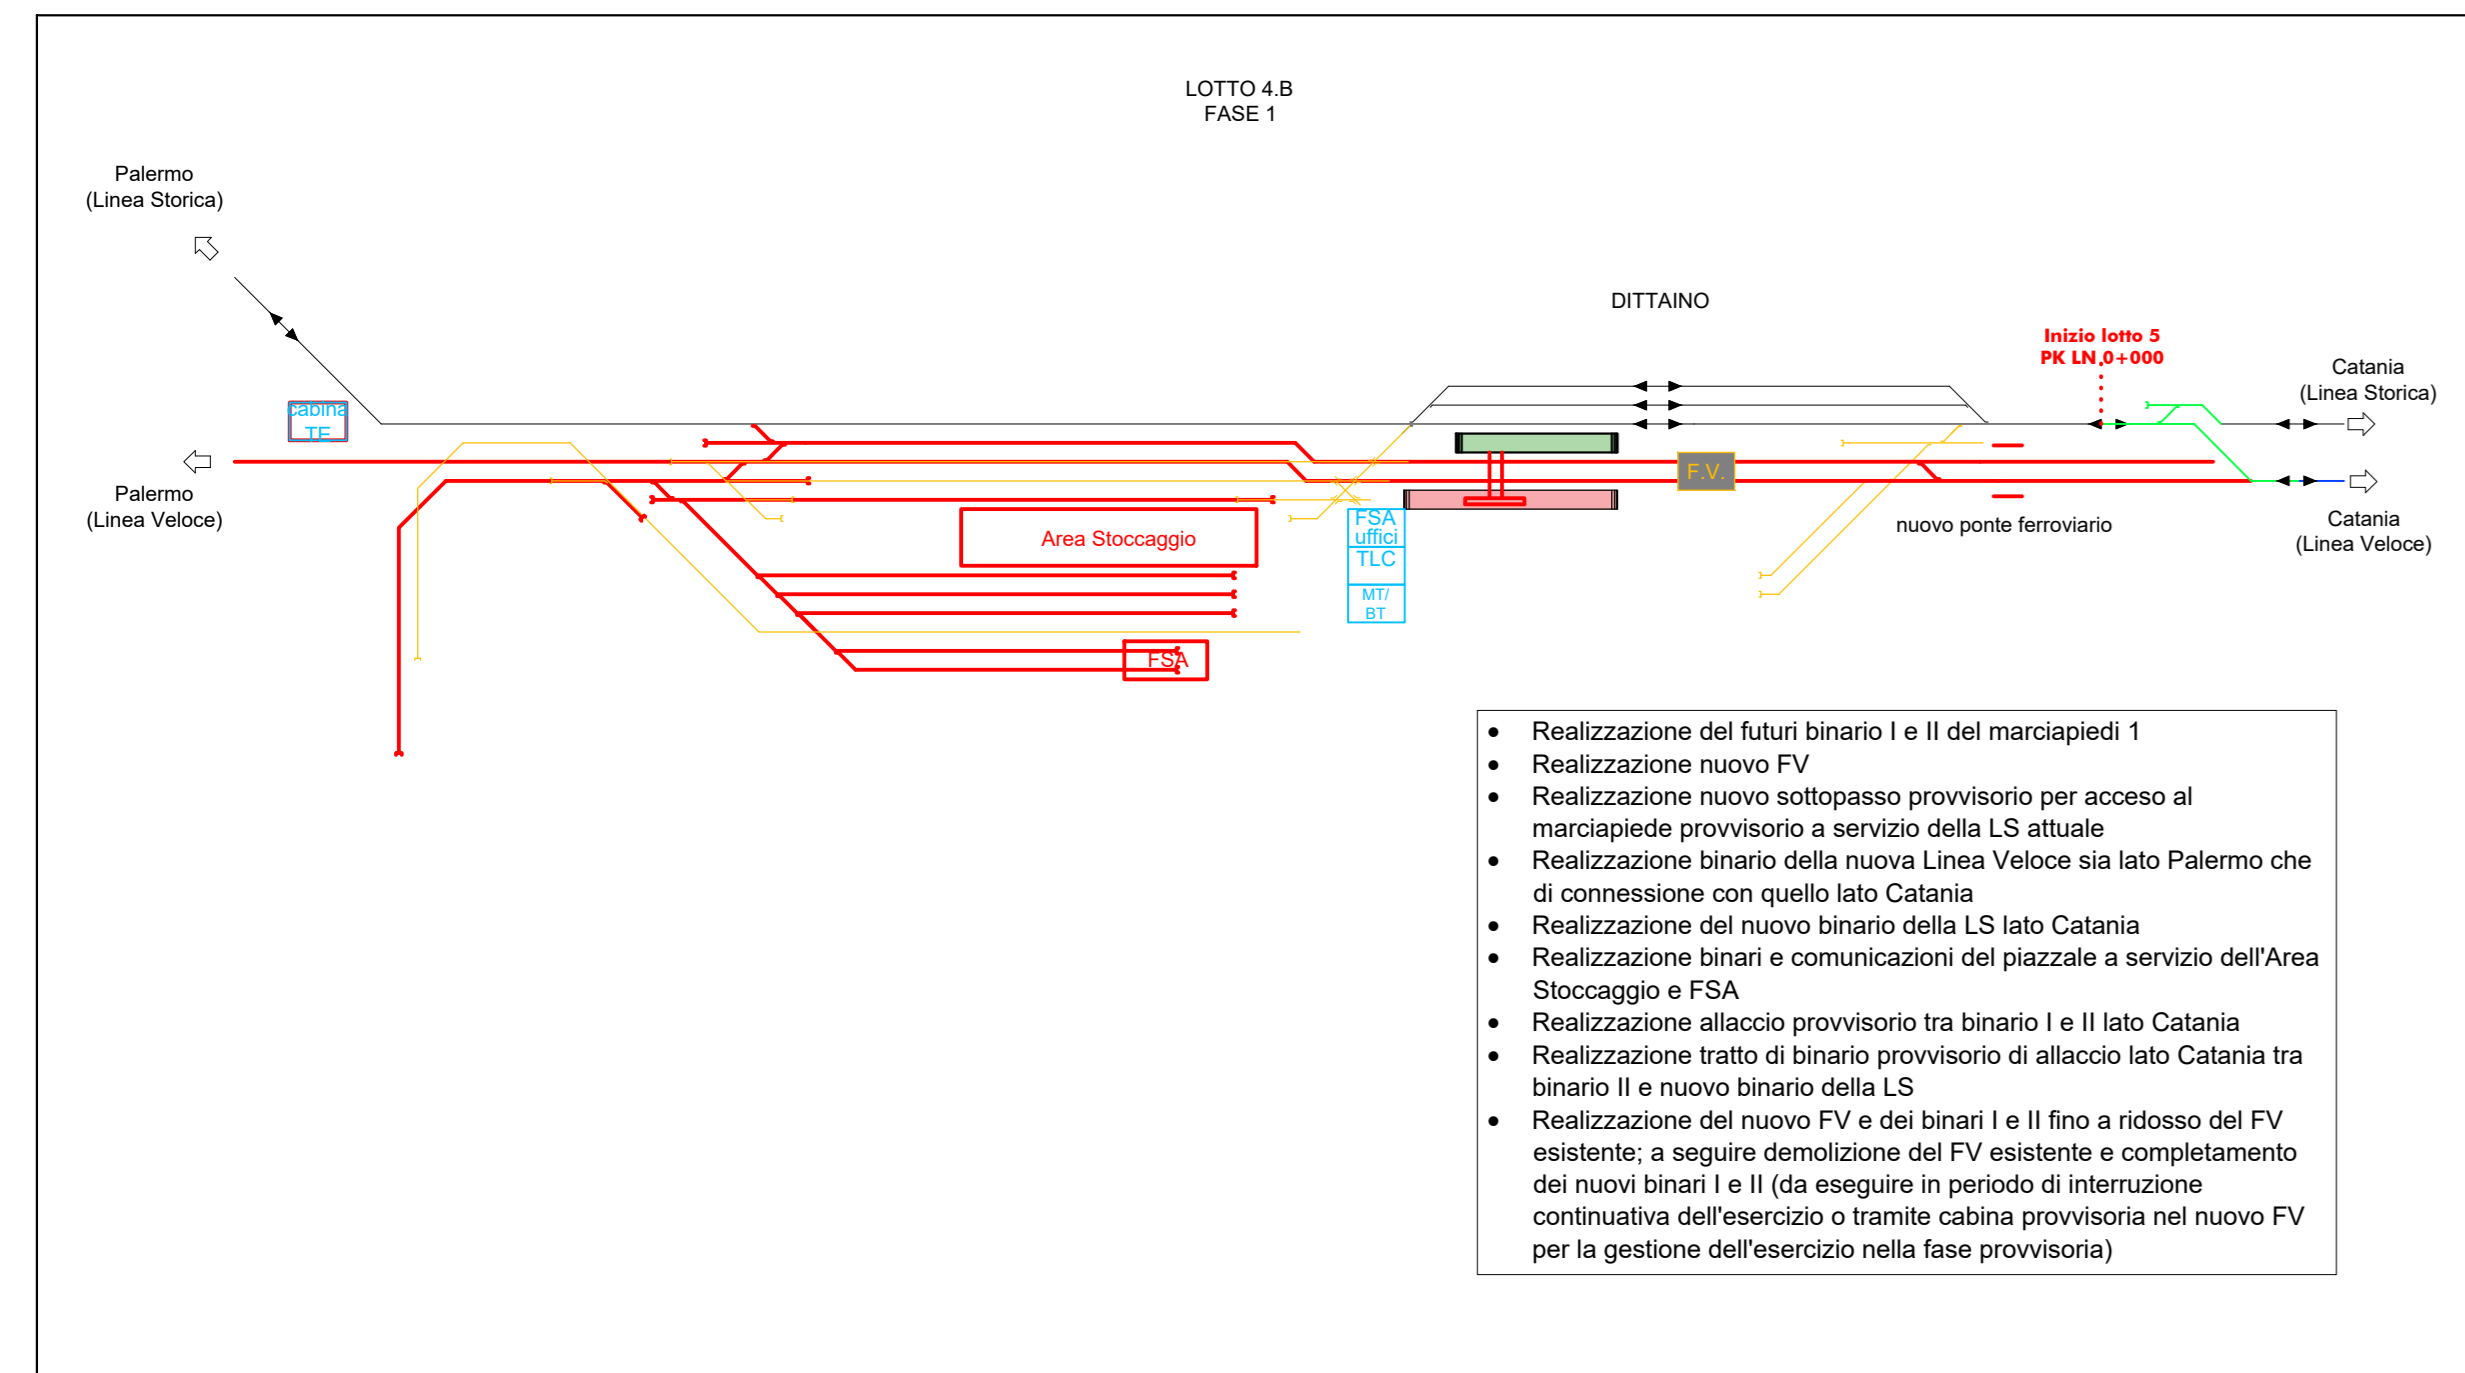 LOTTO 4.B
FASE 1
Palermo
(Linea Storica)
DITTAINO
Inizio lotto 5
PK LN 0+000
Catania
(Linea Storica)
cabina
TE
Palermo
(Linea Veloce)
F.V.
FSA
uffici
TLC
MT/
BT
Area Stoccaggio
nuovo ponte ferroviario
Catania
(Linea Veloce)
FSA
• Realizzazione del futuri binario I e II del marciapiedi 1
• Realizzazione nuovo FV
• Realizzazione nuovo sottopasso provvisorio per acceso al
marciapiede provvisorio a servizio della LS attuale
• Realizzazione binario della nuova Linea Veloce sia lato Palermo che
di connessione con quello lato Catania
• Realizzazione del nuovo binario della LS lato Catania
• Realizzazione binari e comunicazioni del piazzale a servizio dell'Area
Stoccaggio e FSA
• Realizzazione allaccio provvisorio tra binario I e II lato Catania
• Realizzazione tratto di binario provvisorio di allaccio lato Catania tra
binario II e nuovo binario della LS
• Realizzazione del nuovo FV e dei binari I e II fino a ridosso del FV
esistente; a seguire demolizione del FV esistente e completamento
dei nuovi binari I e II (da eseguire in periodo di interruzione
continuativa dell'esercizio o tramite cabina provvisoria nel nuovo FV
per la gestione dell'esercizio nella fase provvisoria)